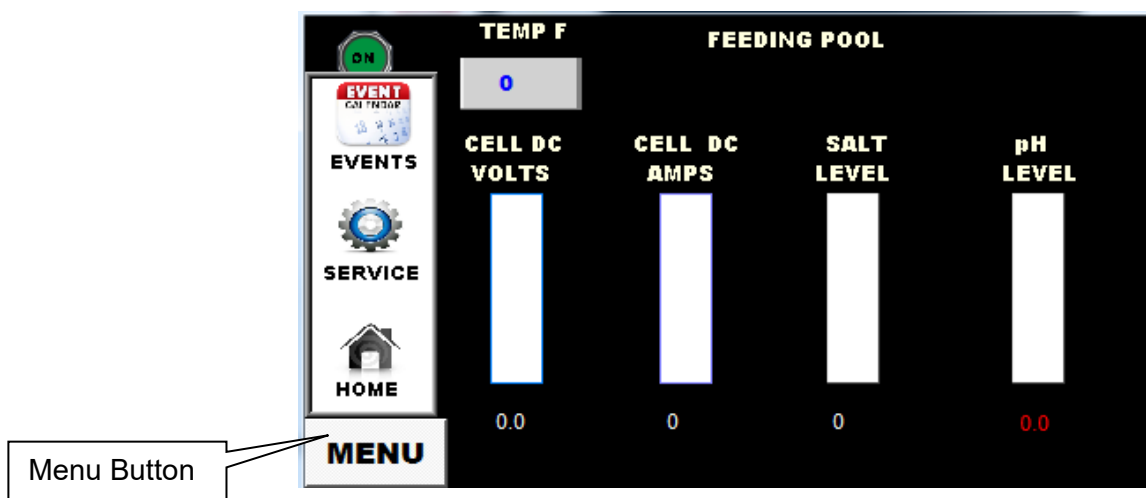 ON
TEMP F
FEEDING POOL
0
EVENT
CALENDAR
EVENTS
SERVICE
HOME
MENU
CELL DC
VOLTS
0.0
CELL DC
AMPS
0
SALT
LEVEL
0
pH
LEVEL
0.0
Menu Button